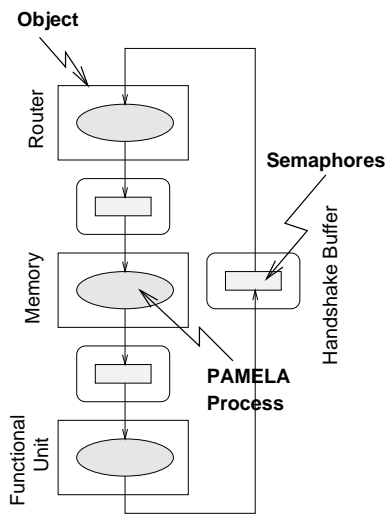 Object
Router
Semaphores
Memory
Handshake Buffer
PAMELA
Process
Functional
Unit